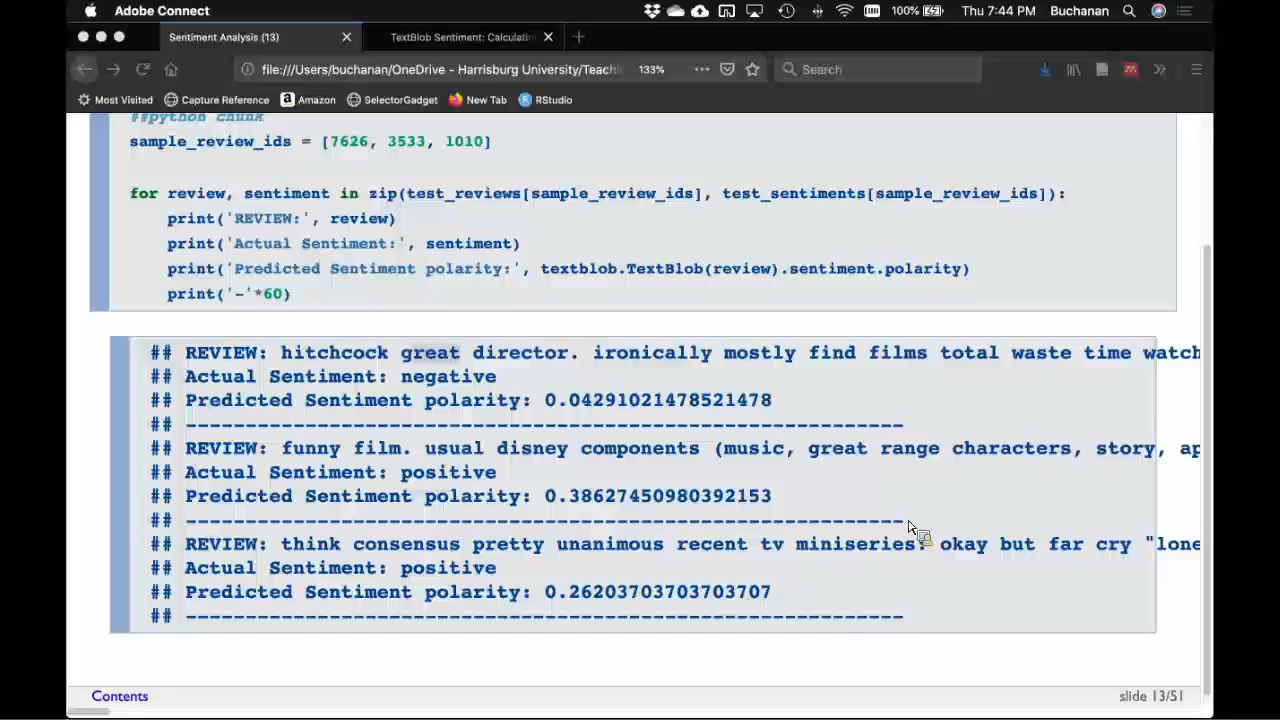 Adobe Connect
100%
Thu 7:44 PM
Buchanan
Sentiment Analysis (13)
TextBlob Sentiment: Calculatin
file:///Users/buchanan/OneDrive - Harrisburg University/Teach
133%
Search
Most Visited
Capture Reference
Amazon
SelectorGadget
New Tab
RStudio
##python chunk
sample_review_ids = [7626, 3533, 1010]
for review, sentiment in zip(test_reviews[sample_review_ids], test_sentiments[sample_review_ids]):
print('REVIEW:', review)
print('Actual Sentiment:', sentiment)
print('Predicted Sentiment polarity:', textblob.TextBlob(review).sentiment.polarity)
print('-'*60)
## REVIEW: hitchcock great director. ironically mostly find films total waste time watch
## Actual Sentiment: negative
## Predicted Sentiment polarity: 0.04291021478521478
## ------------------------------------------------------------
## REVIEW: funny film. usual disney components (music, great range characters, story, ap
## Actual Sentiment: positive
## Predicted Sentiment polarity: 0.38627450980392153
## ------------------------------------------------------------
## REVIEW: think consensus pretty unanimous recent tv miniseries: okay but far cry "lone
## Actual Sentiment: positive
## Predicted Sentiment polarity: 0.26203703703703707
## ------------------------------------------------------------
Contents
slide 13/51